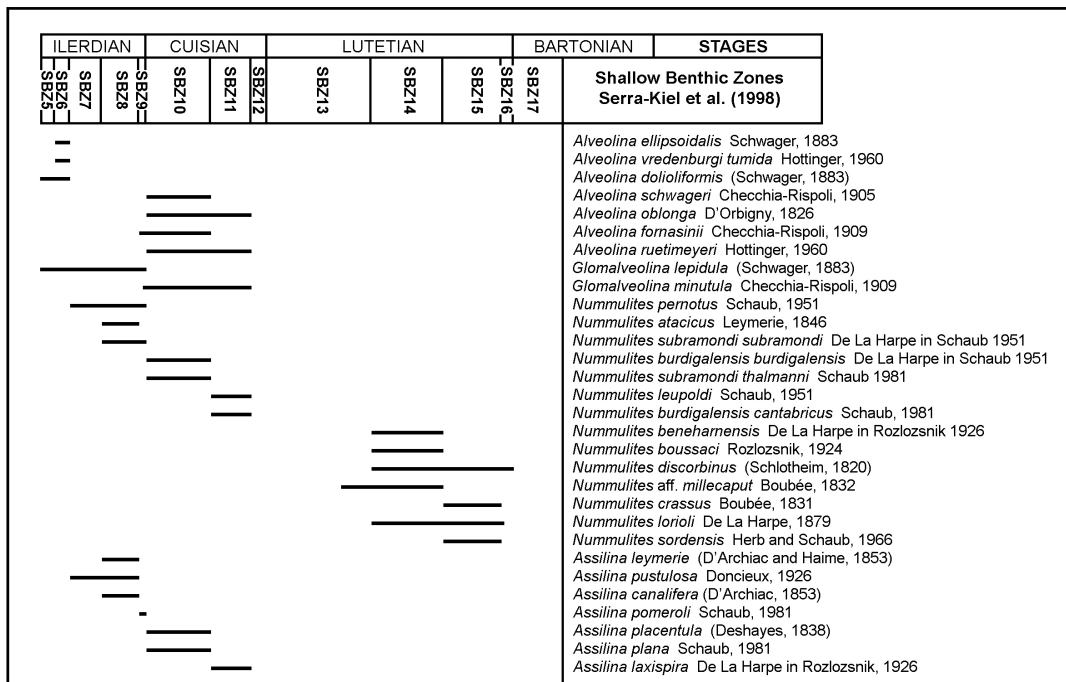 ILERDIAN CUISIAN LUTETIAN BARTONIAN STAGES
SBZ5 SBZ6 SBZ7 SBZ8 SBZ9 SBZ10 SBZ11 SBZ12 SBZ13 SBZ14 SBZ15 SBZ16 SBZ17
Shallow Benthic Zones
Serra-Kiel et al. (1998)
Alveolina ellipsoidalis Schwager, 1883
Alveolina vredenburgi tumida Hottinger, 1960
Alveolina dolioliformis (Schwager, 1883)
Alveolina schwageri Checchia-Rispoli, 1905
Alveolina oblonga D'Orbigny, 1826
Alveolina fornasinii Checchia-Rispoli, 1909
Alveolina ruetimeyeri Hottinger, 1960
Glomalveolina lepidula (Schwager, 1883)
Glomalveolina minutula Checchia-Rispoli, 1909
Nummulites pernotus Schaub, 1951
Nummulites atacicus Leymerie, 1846
Nummulites subramondi subramondi De La Harpe in Schaub 1951
Nummulites burdigalensis burdigalensis De La Harpe in Schaub 1951
Nummulites subramondi thalmanni Schaub 1981
Nummulites leupoldi Schaub, 1951
Nummulites burdigalensis cantabricus Schaub, 1981
Nummulites beneharnensis De La Harpe in Rozlozsnik 1926
Nummulites boussaci Rozlozsnik, 1924
Nummulites discorbinus (Schlotheim, 1820)
Nummulites aff. millecaput Boubée, 1832
Nummulites crassus Boubée, 1831
Nummulites lorioli De La Harpe, 1879
Nummulites sordensis Herb and Schaub, 1966
Assilina leymerie (D'Archiac and Haime, 1853)
Assilina pustulosa Doncieux, 1926
Assilina canalifera (D'Archiac, 1853)
Assilina pomeroli Schaub, 1981
Assilina placentula (Deshayes, 1838)
Assilina plana Schaub, 1981
Assilina laxispira De La Harpe in Rozlozsnik, 1926